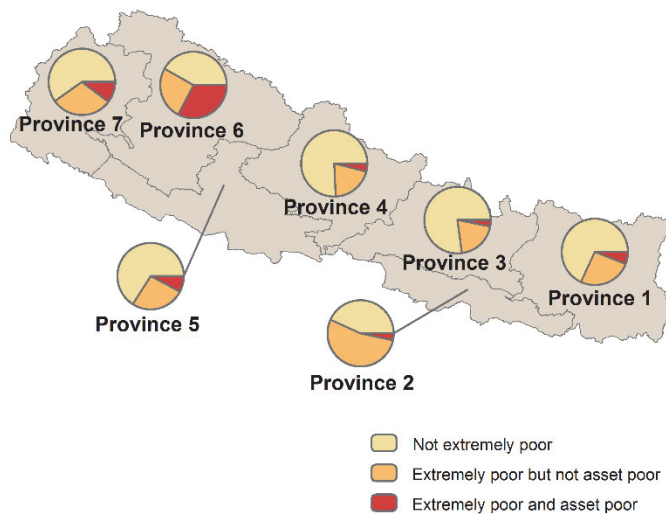 Province 7
Province 6
Province 4
Province 3
Province 1
Province 5
Province 2
Not extremely poor
Extremely poor but not asset poor
Extremely poor and asset poor